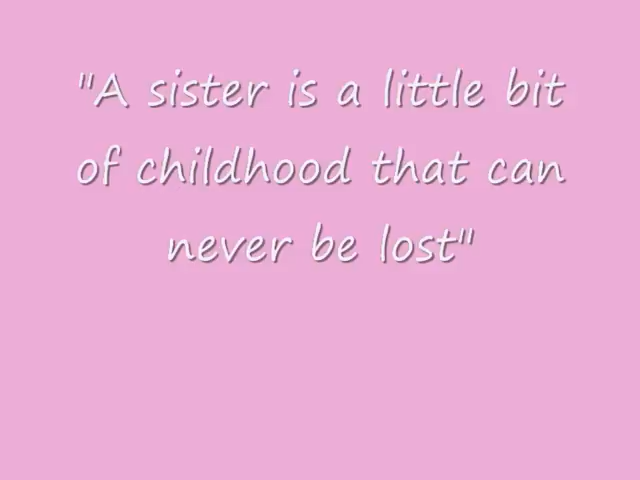 "A sister is a little bit
of childhood that can
never be lost"